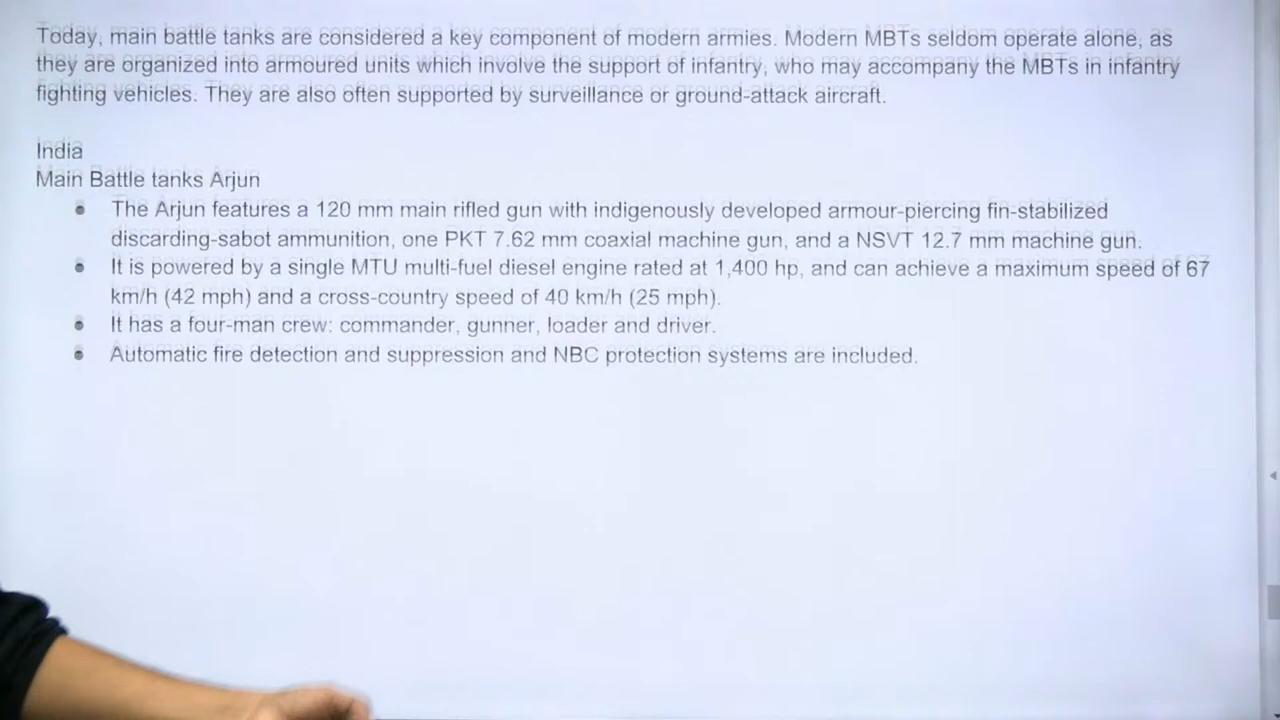 Today, main battle tanks are considered a key component of modern armies. Modern MBTs seldom operate alone, as
they are organized into armoured units which involve the support of infantry, who may accompany the MBTs in infantry
fighting vehicles. They are also often supported by surveillance or ground-attack aircraft.
India
Main Battle tanks Arjun
● The Arjun features a 120 mm main rifled gun with indigenously developed armour-piercing fin-stabilized
discarding-sabot ammunition, one PKT 7.62 mm coaxial machine gun, and a NSVT 12.7 mm machine gun.
● It is powered by a single MTU multi-fuel diesel engine rated at 1,400 hp, and can achieve a maximum speed of 67
km/h (42 mph) and a cross-country speed of 40 km/h (25 mph).
● It has a four-man crew: commander, gunner, loader and driver.
● Automatic fire detection and suppression and NBC protection systems are included.